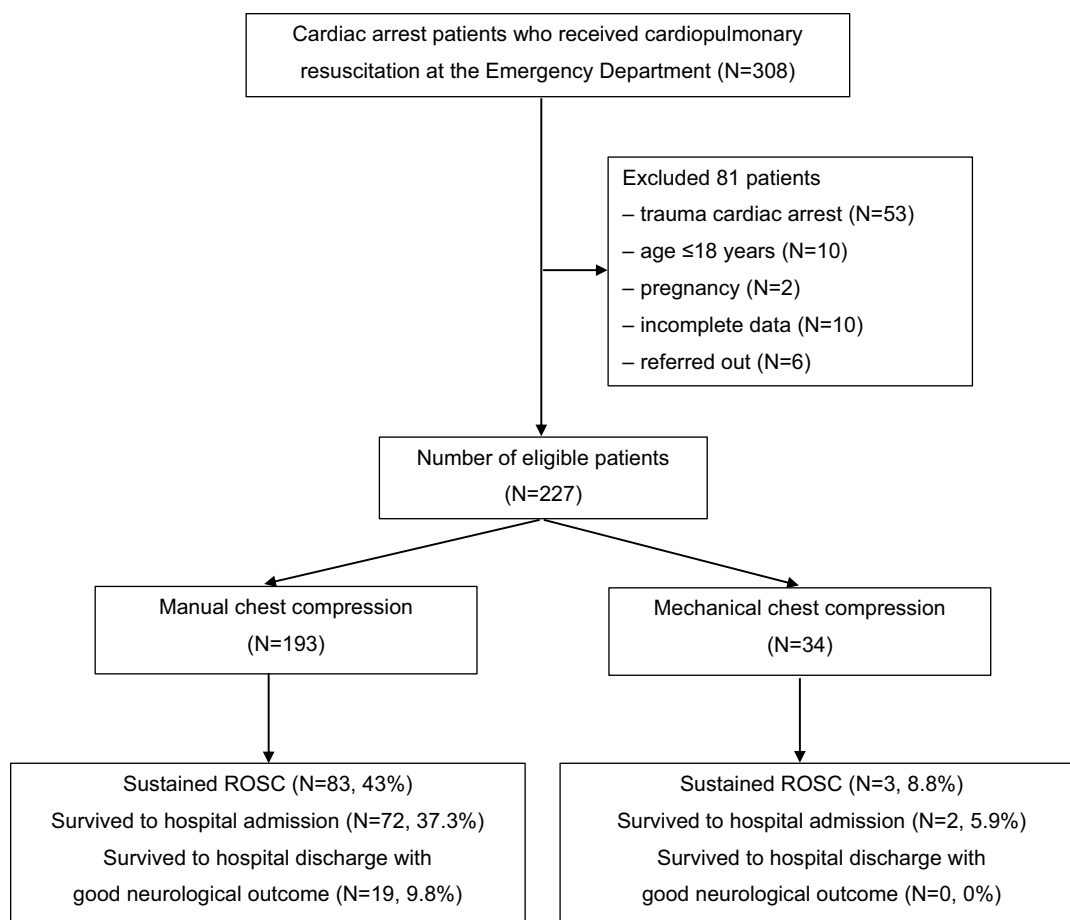 Cardiac arrest patients who received cardiopulmonary
resuscitation at the Emergency Department (N=308)
Excluded 81 patients
– trauma cardiac arrest (N=53)
– age ≤18 years (N=10)
– pregnancy (N=2)
– incomplete data (N=10)
– referred out (N=6)
Number of eligible patients
(N=227)
Manual chest compression
(N=193)
Mechanical chest compression
(N=34)
Sustained ROSC (N=83, 43%)
Survived to hospital admission (N=72, 37.3%)
Survived to hospital discharge with
good neurological outcome (N=19, 9.8%)
Sustained ROSC (N=3, 8.8%)
Survived to hospital admission (N=2, 5.9%)
Survived to hospital discharge with
good neurological outcome (N=0, 0%)